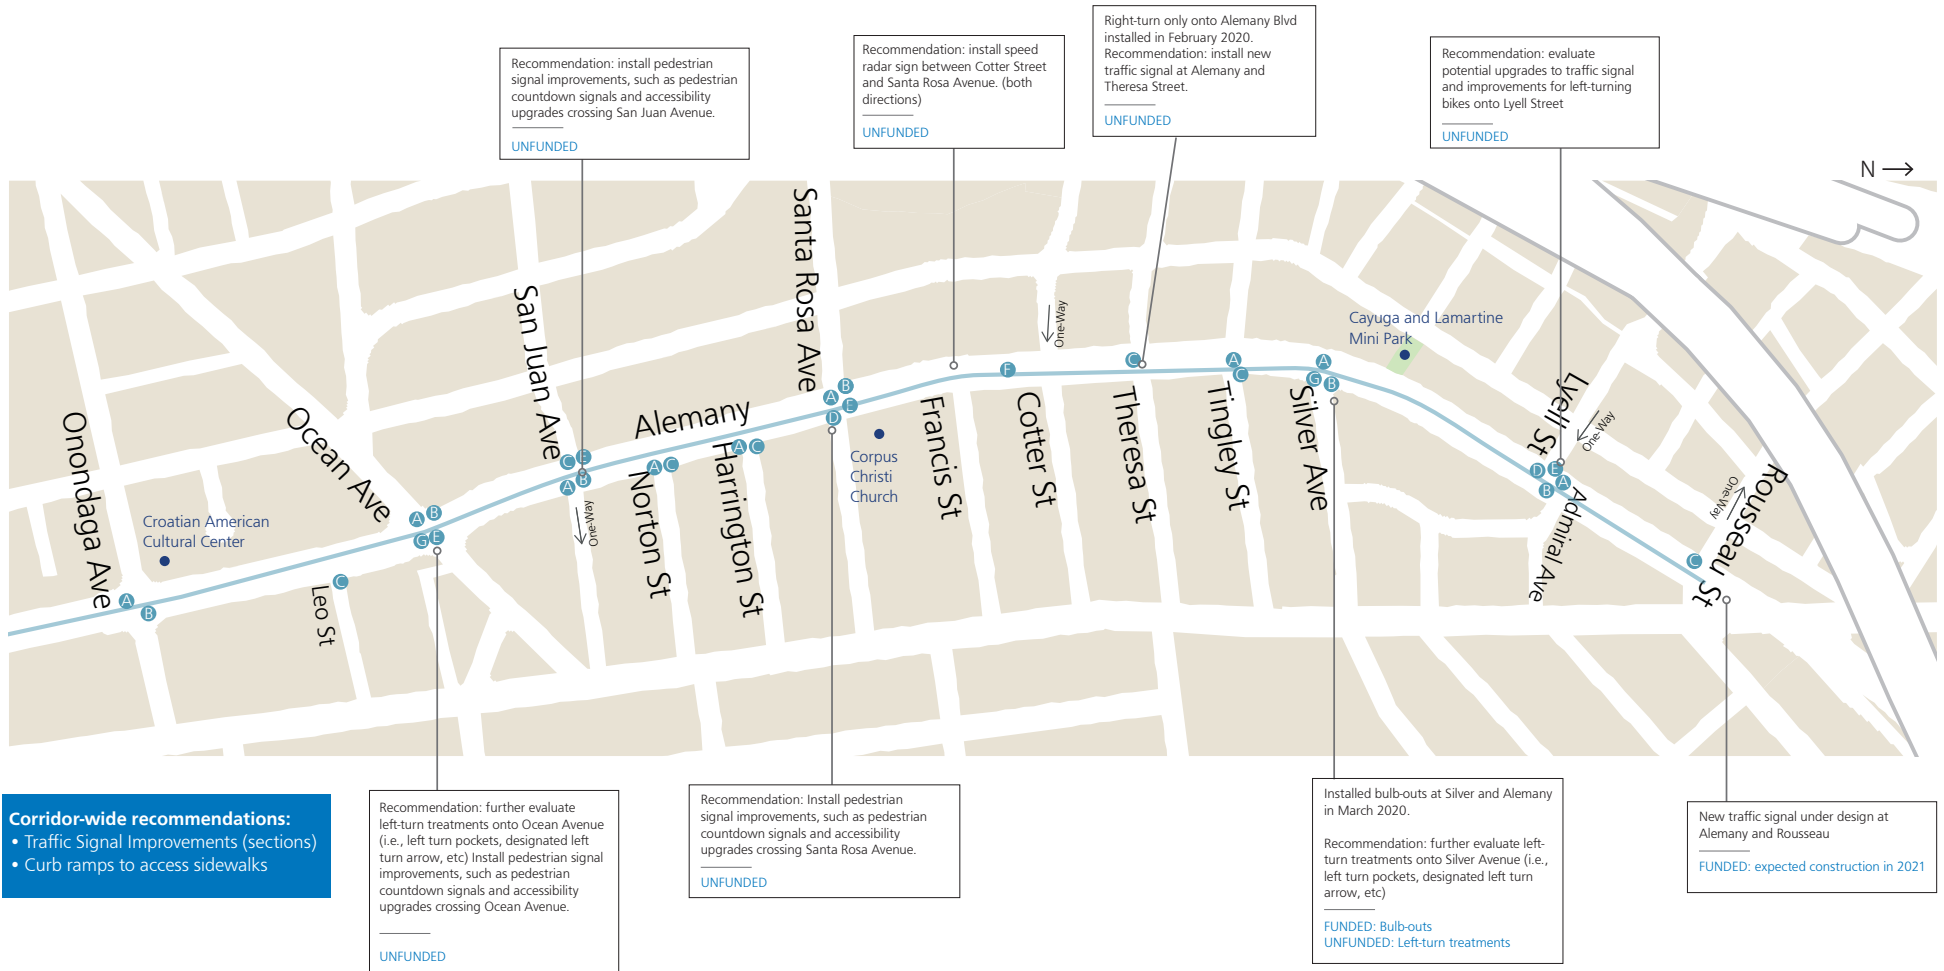 Recommendation: install pedestrian
signal improvements, such as pedestrian
countdown signals and accessibility
upgrades crossing San Juan Avenue.
UNFUNDED
Recommendation: install speed
radar sign between Cotter Street
and Santa Rosa Avenue. (both
directions)
UNFUNDED
Right-turn only onto Alemany Blvd
installed in February 2020.
Recommendation: install new
traffic signal at Alemany and
Theresa Street.
UNFUNDED
Recommendation: evaluate
potential upgrades to traffic signal
and improvements for left-turning
bikes onto Lyell Street
UNFUNDED
N
Onondaga Ave
Croatian American
Cultural Center
A
B
Ocean Ave
Leo St
C
A
B
G
E
San Juan Ave
C
E
A
B
One-Way
Alemany
Norton St
A
C
Harrington St
A
C
Santa Rosa Ave
A
B
E
D
Corpus
Christi
Church
Francis St
F
Cotter St
One-Way
C
Theresa St
A
C
Tingley St
A
G
B
Silver Ave
Cayuga and Lamartine
Mini Park
Lyell St
One-Way
D
E
A
B
Admiral Ave
C
One-Way
Rousseau St
Corridor-wide recommendations:
• Traffic Signal Improvements (sections)
• Curb ramps to access sidewalks
Recommendation: further evaluate
left-turn treatments onto Ocean Avenue
(i.e., left turn pockets, designated left
turn arrow, etc) Install pedestrian signal
improvements, such as pedestrian
countdown signals and accessibility
upgrades crossing Ocean Avenue.
UNFUNDED
Recommendation: Install pedestrian
signal improvements, such as pedestrian
countdown signals and accessibility
upgrades crossing Santa Rosa Avenue.
UNFUNDED
Installed bulb-outs at Silver and Alemany
in March 2020.
Recommendation: further evaluate left-
turn treatments onto Silver Avenue (i.e.,
left turn pockets, designated left turn
arrow, etc)
FUNDED: Bulb-outs
UNFUNDED: Left-turn treatments
New traffic signal under design at
Alemany and Rousseau
FUNDED: expected construction in 2021